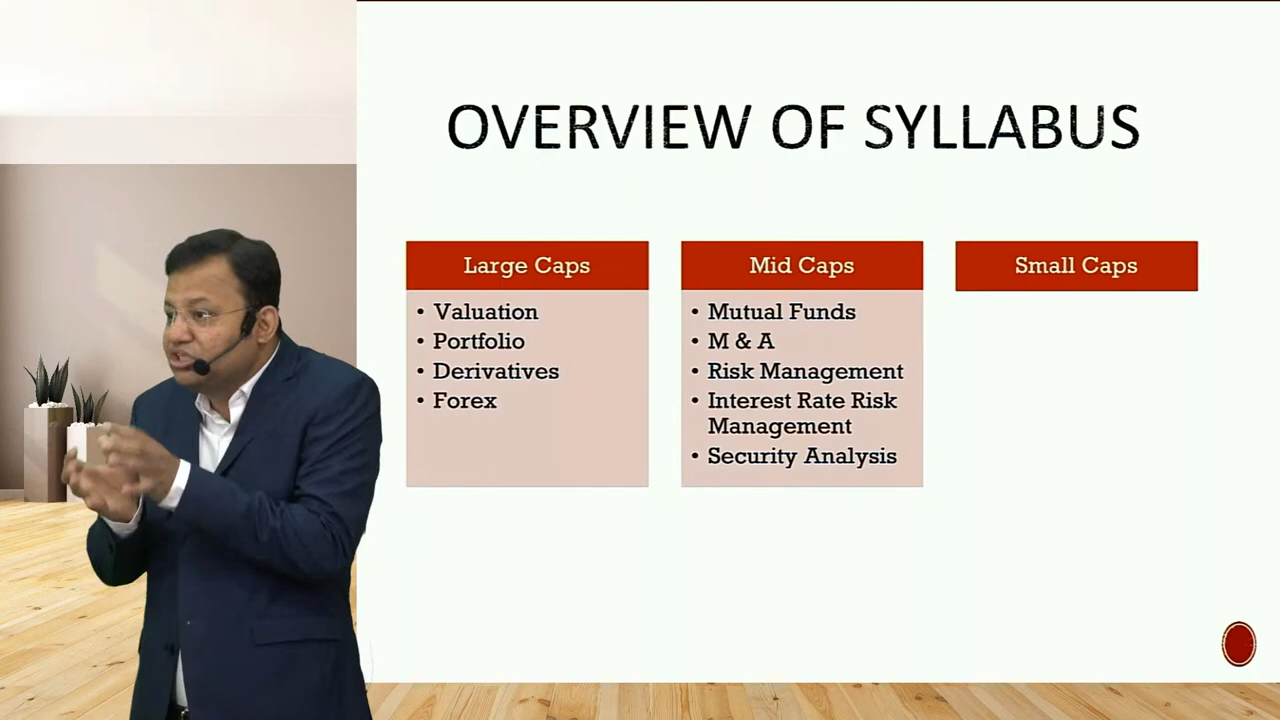 OVERVIEW OF SYLLABUS
Large Caps
• Valuation
• Portfolio
• Derivatives
• Forex
Mid Caps
• Mutual Funds
• M & A
• Risk Management
• Interest Rate Risk
Management
• Security Analysis
Small Caps